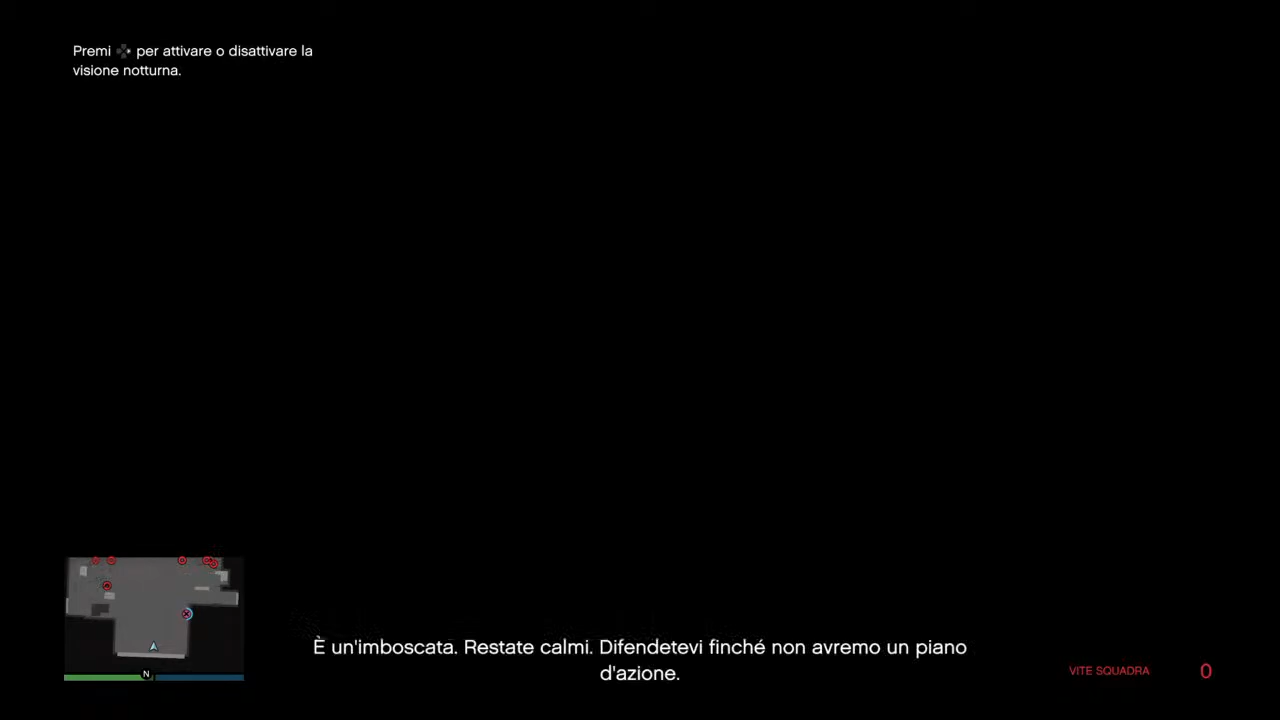 Premi per attivare o disattivare la
visione notturna.
N
È un'imboscata. Restate calmi. Difendetevi finché non avremo un piano
d'azione.
VITE SQUADRA 0